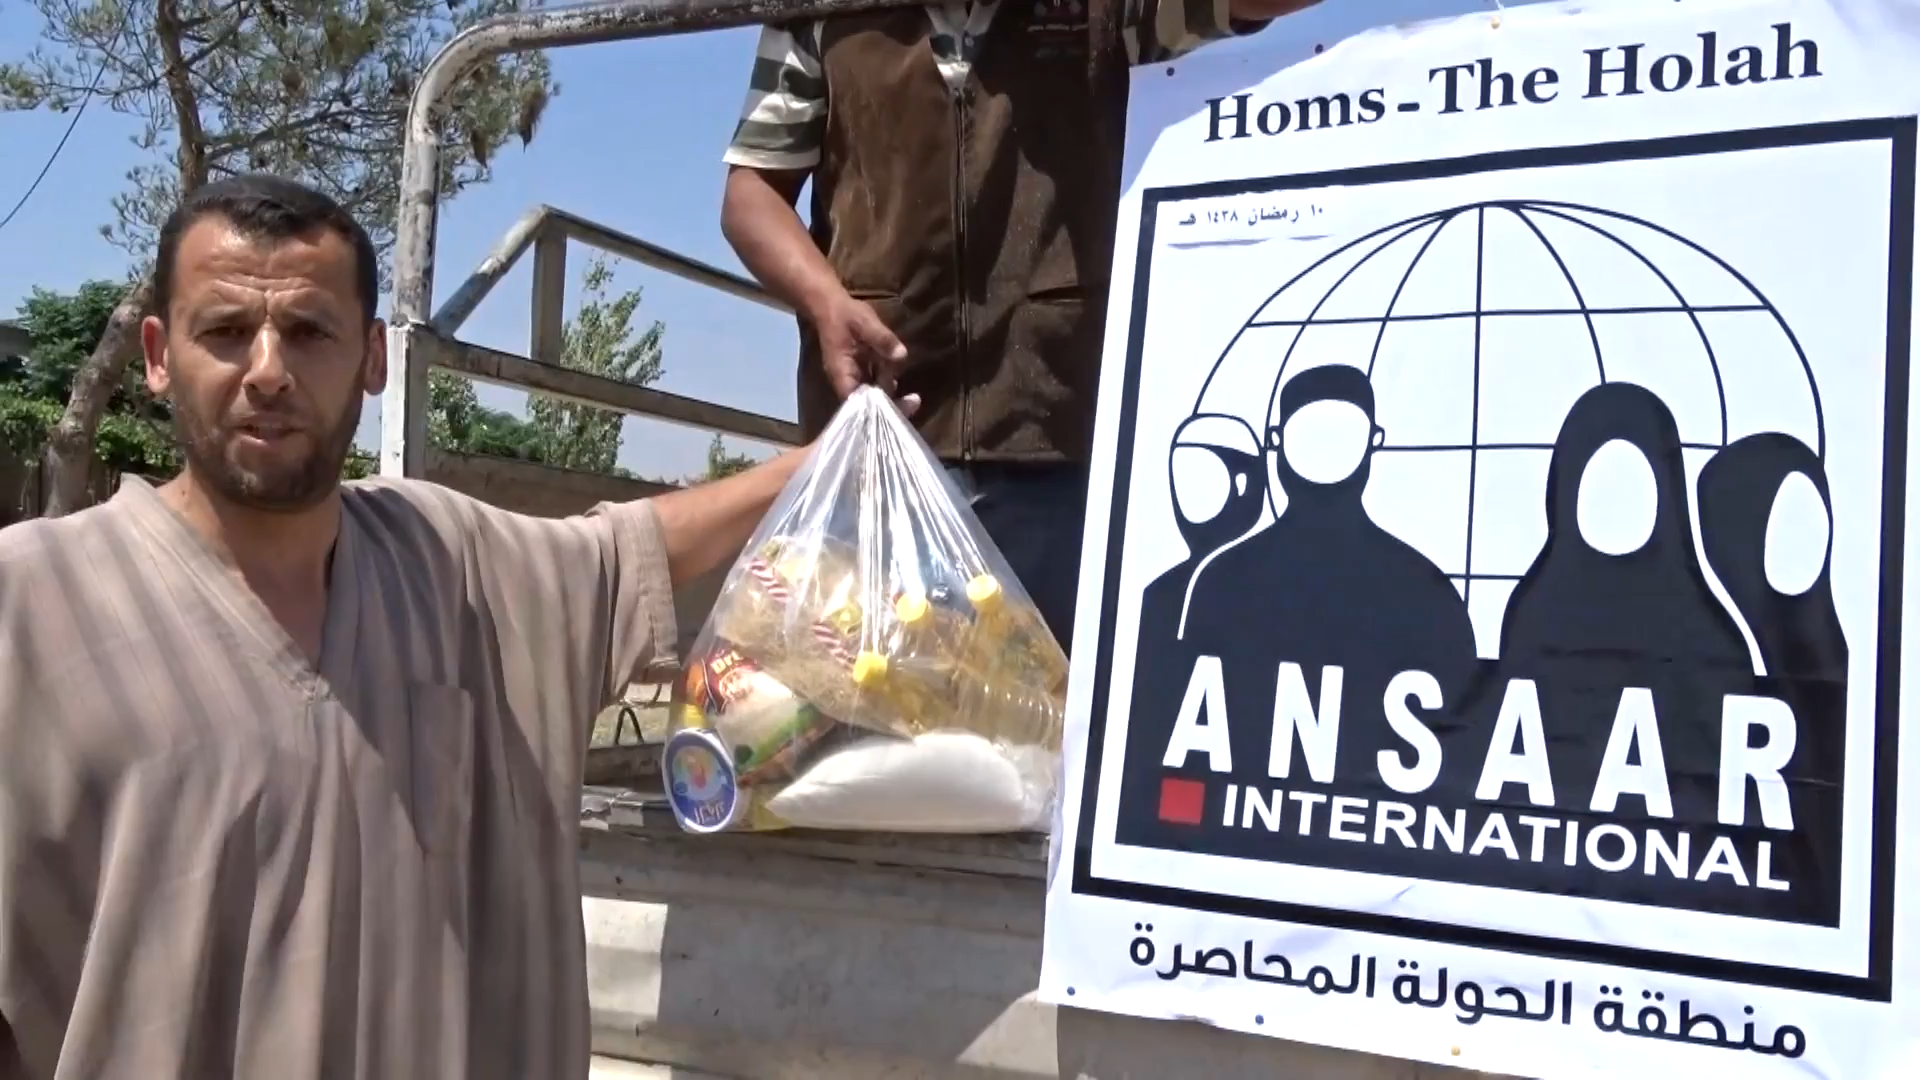 Homs - The Holah
١٠ رمضان ١٤٣٨ هـ
ANSAAR
INTERNATIONAL
منطقة الحولة المحاصرة